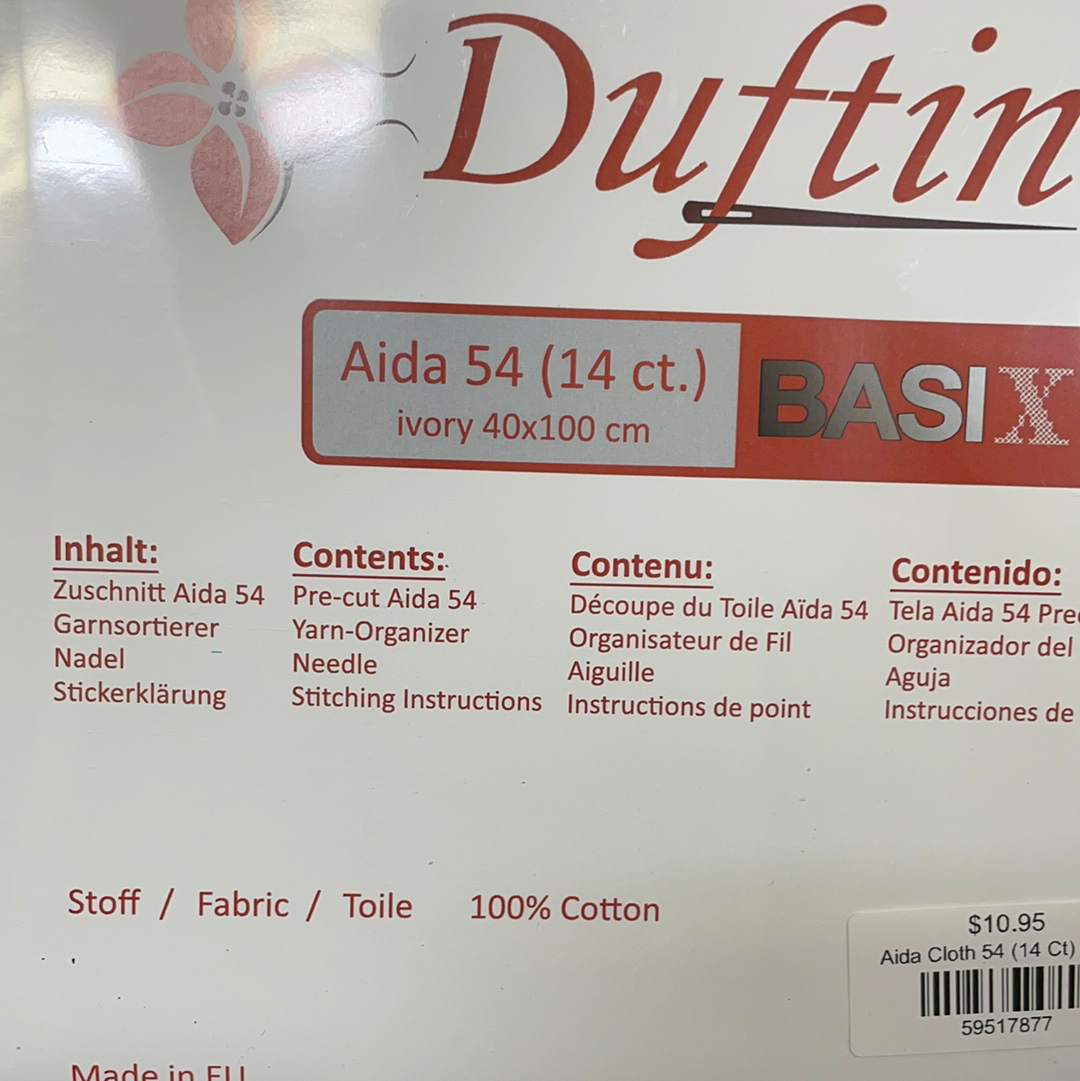 Duftin
Aida 54 (14 ct.)
ivory 40x100 cm
BASIX
Inhalt:
Zuschnitt Aida 54
Garnsortierer
Nadel
Stickerklärung
Contents:
Pre-cut Aida 54
Yarn-Organizer
Needle
Stitching Instructions
Contenu:
Découpe du Toile Aïda 54
Organisateur de Fil
Aiguille
Instructions de point
Contenido:
Tela Aida 54
Organizador del
Aguja
Instrucciones de
Stoff / Fabric / Toile 100% Cotton
$10.95
Aida Cloth 54 (14 Ct)
59517877
Made in EU